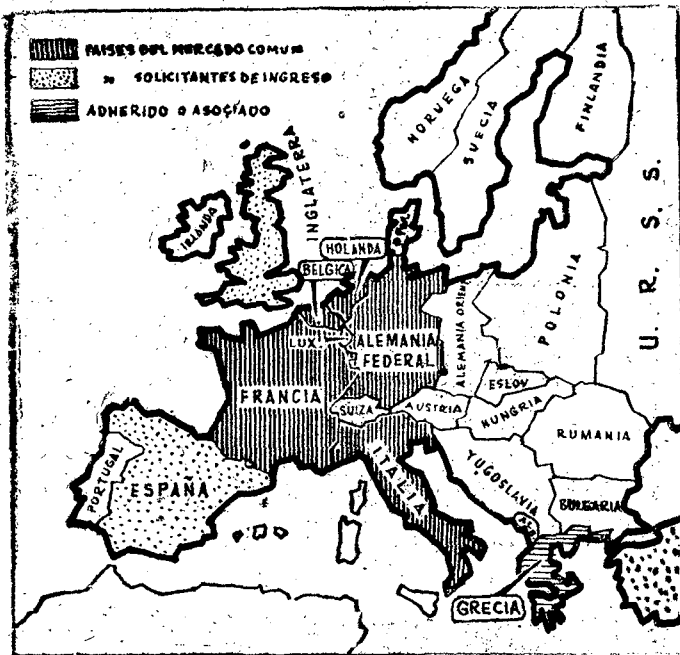 PAISES DEL MERCADO COMUN
» SOLICITANTES DE INGRESO
ADHERIDO O ASOCIADO
NORUEGA
SUECIA
FINLANDIA
U. R. S. S.
IRLANDA
INGLATERRA
HOLANDA
BELGICA
LUX.
ALEMANIA
FEDERAL
ALEMANIA ORIEN
POLONIA
FRANCIA
SUIZA
AUSTRIA
ESLOV
HUNGRIA
RUMANIA
ITALIA
YUGOSLAVIA
BULGARIA
PORTUGAL
ESPAÑA
GRECIA